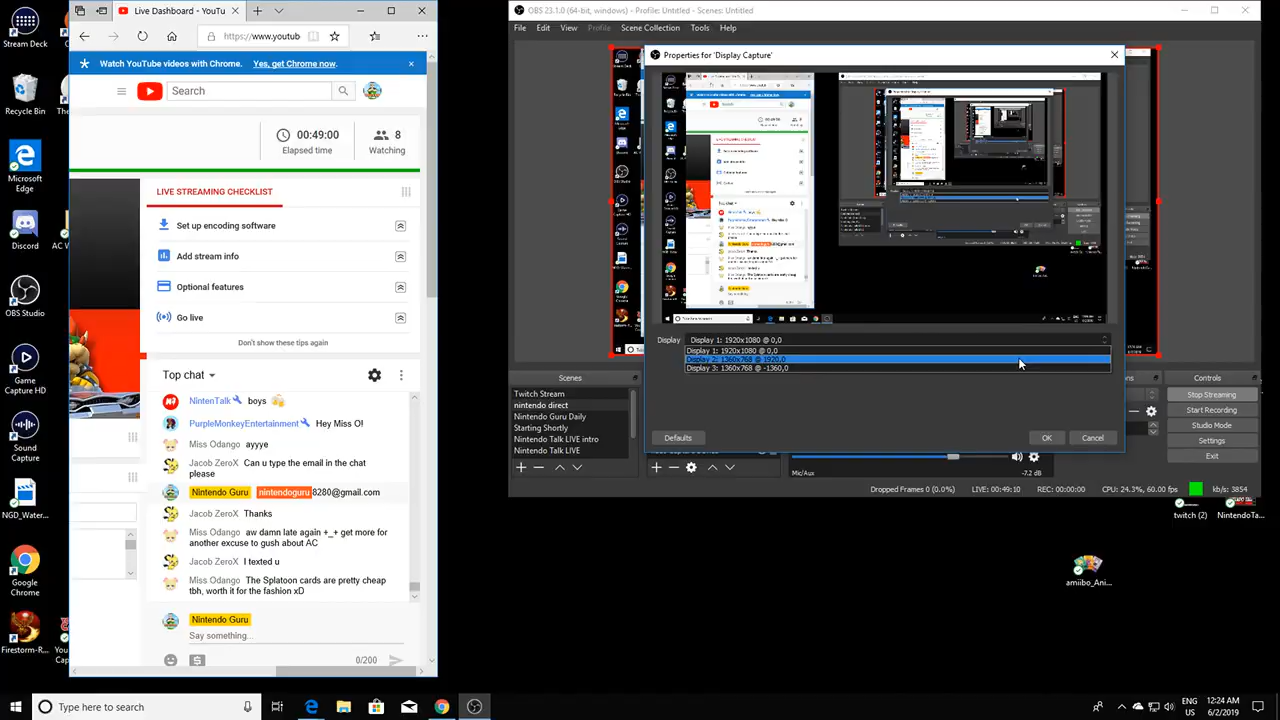 Stream Deck
Recycle Bin
Microsoft
Edge
Discord
AC V
OBS Studio
Game
Capture HD
Sound
Capture
NGD_Water...
Google
Chrome
Firestorm-R...
Live Dashboard - YouTu
https://www.youtub
Watch YouTube videos with Chrome. Yes, get Chrome now.
Search
00:49:00
Elapsed time
8
Watching
LIVE STREAMING CHECKLIST
Set up encoding software
Add stream info
Optional features
Go live
Don't show these tips again
Top chat
NintenTalk boys
PurpleMonkeyEntertainment Hey Miss O!
Miss Odango ayyye
Jacob ZeroX Can u type the email in the chat
please
Nintendo Guru nintendoguru8280@gmail.com
Jacob ZeroX Thanks
Miss Odango aw damn late again +_+ get more for
another excuse to gush about AC
Jacob ZeroX I texted u
Miss Odango The Splatoon cards are pretty cheap
tbh, worth it for the fashion xD
Nintendo Guru
Say something...
0/200
OBS 23.1.0 (64-bit, windows) - Profile: Untitled - Scenes: Untitled
File Edit View Profile Scene Collection Tools Help
Properties for 'Display Capture'
Display Display 1: 1920x1080 @ 0,0
Display 1: 1920x1080 @ 0,0
Display 2: 1360x768 @ 1920,0
Display 3: 1360x768 @ -1360,0
Defaults OK Cancel
Scenes
Twitch Stream
nintendo direct
Nintendo Guru Daily
Starting Shortly
Nintendo Talk LIVE intro
Nintendo Talk LIVE
Mic/Aux -7.2 dB
Controls
Stop Streaming
Start Recording
Studio Mode
Settings
Exit
Dropped Frames 0 (0.0%) LIVE: 00:49:10 REC: 00:00:00 CPU: 24.3%, 60.00 fps kb/s: 3854
twitch (2) NintendoTa...
amiibo_Ani...
Type here to search
ENG
US
12:24 AM
6/2/2019